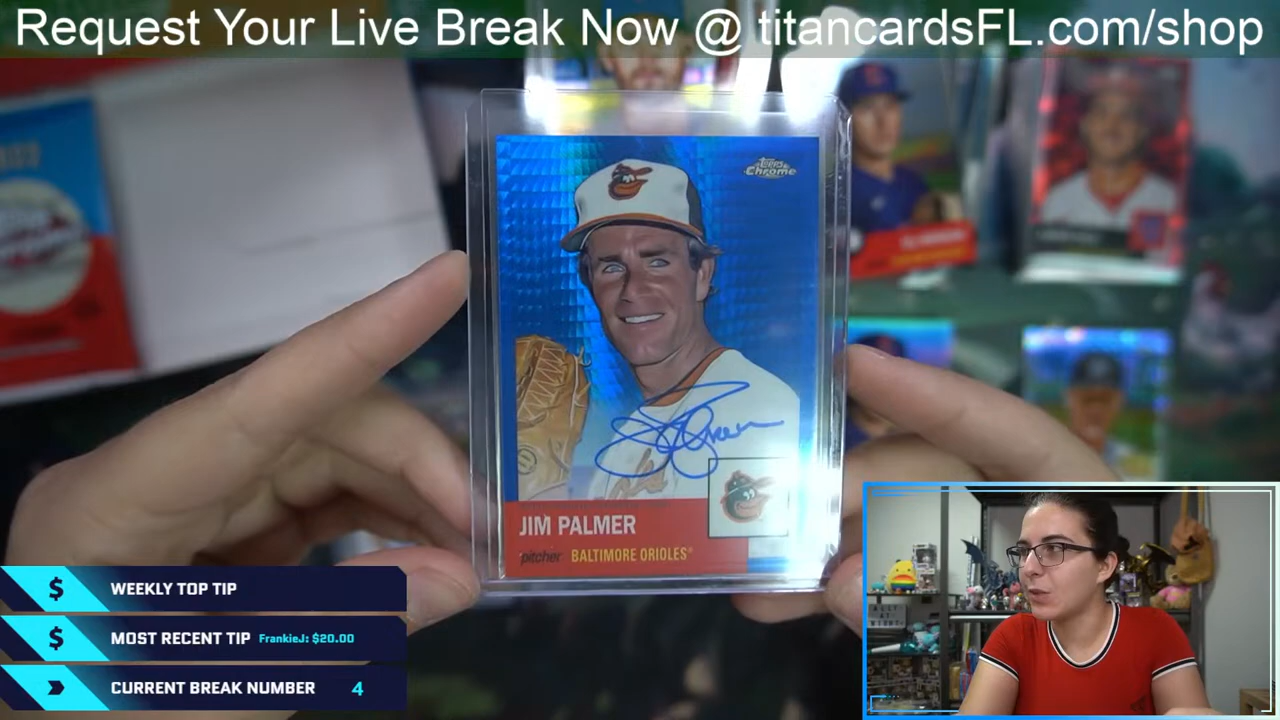 Request Your Live Break Now @ titancardsFL.com/shop
Topps
Chrome
JIM PALMER
pitcher BALTIMORE ORIOLES®
$ WEEKLY TOP TIP
$ MOST RECENT TIP FrankieJ: $20.00
CURRENT BREAK NUMBER 4